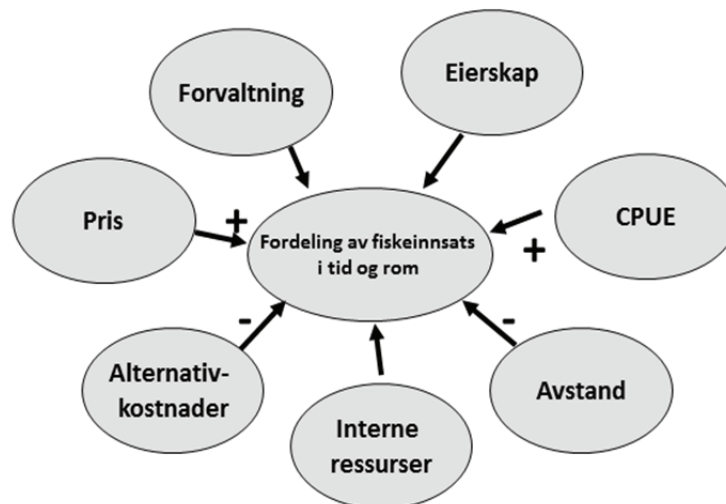 Forvaltning
Eierskap
Pris
+
CPUE
+
Fordeling av fiskeinnsats
i tid og rom
-
Alternativ-
kostnader
-
Avstand
Interne
ressurser